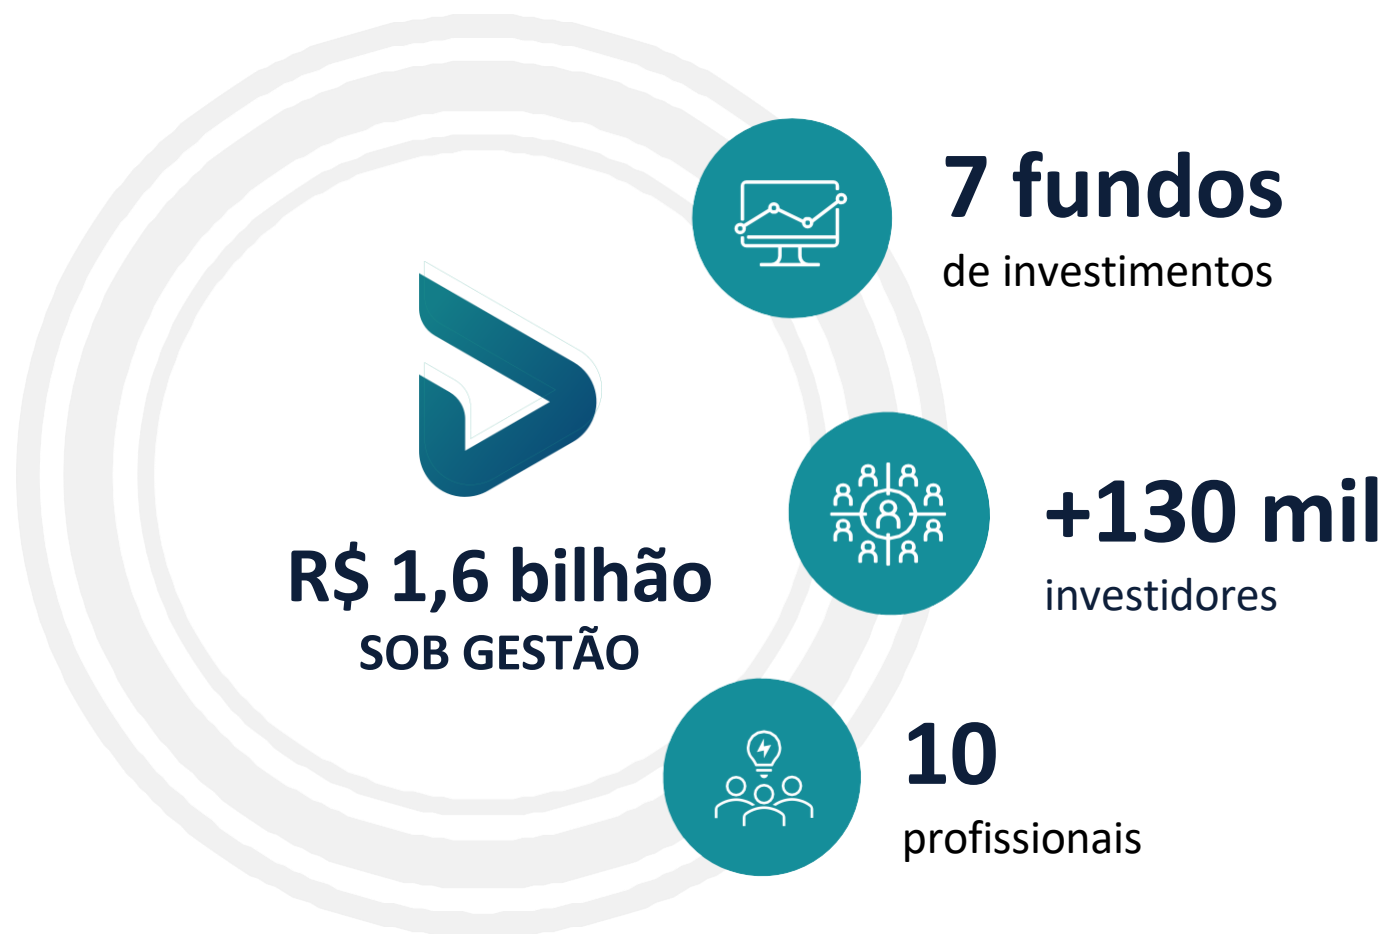 R$ 1,6 bilhão
SOB GESTÃO
7 fundos
de investimentos
+130 mil
investidores
10
profissionais